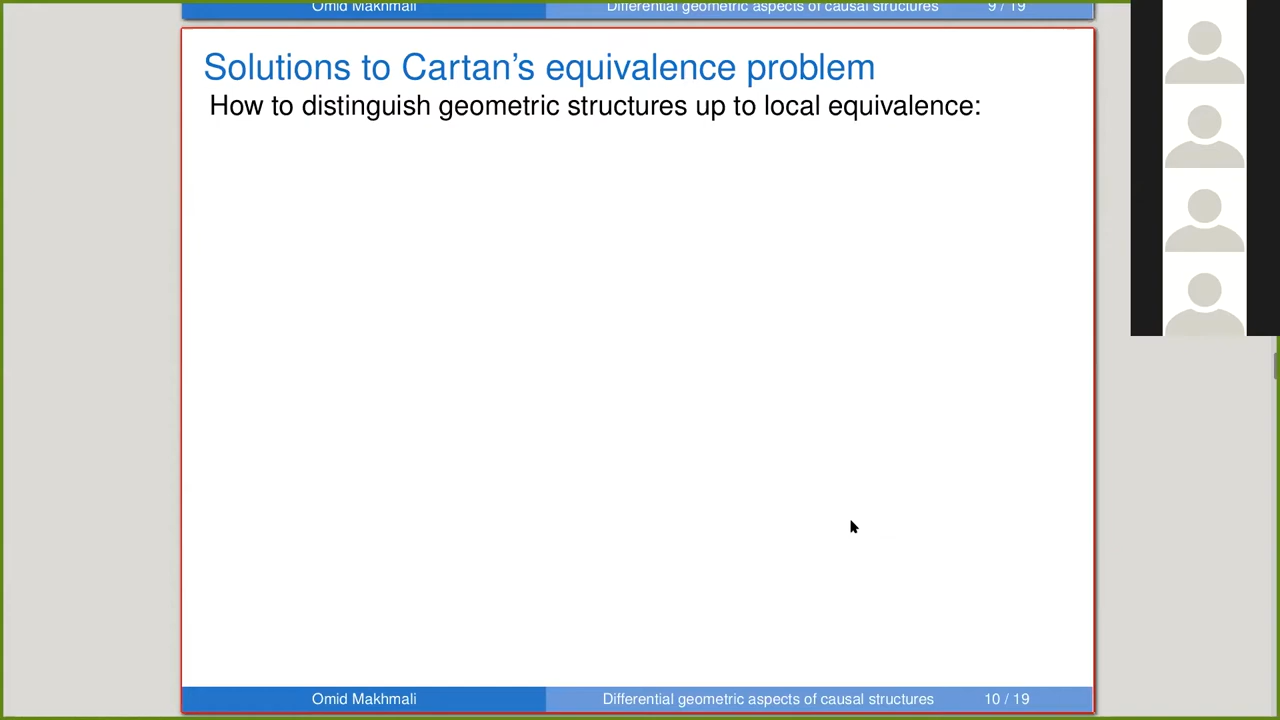 Omid Makhmali Differential geometric aspects of causal structures 9 / 19
Solutions to Cartan's equivalence problem
How to distinguish geometric structures up to local equivalence:
Omid Makhmali Differential geometric aspects of causal structures 10 / 19